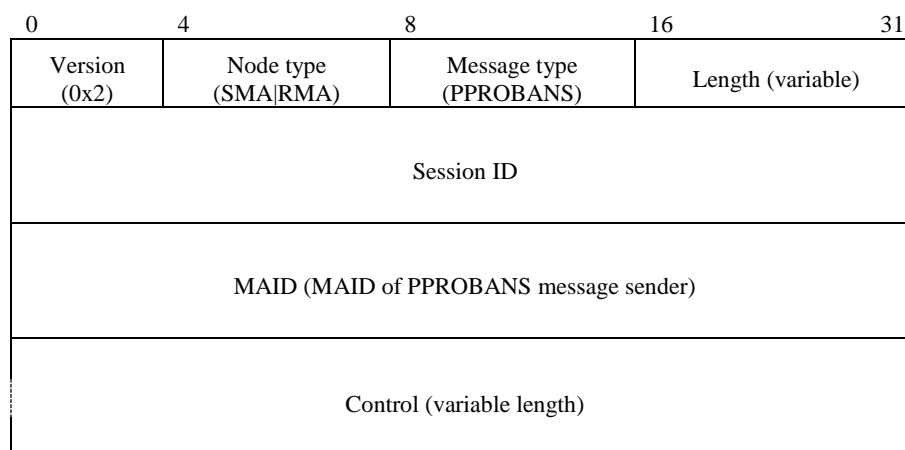 0 4 8 16 31
Version Node type Message type Length (variable)
(0x2) (SMA|RMA) (PPROBANS)
Session ID
MAID (MAID of PPROBANS message sender)
Control (variable length)